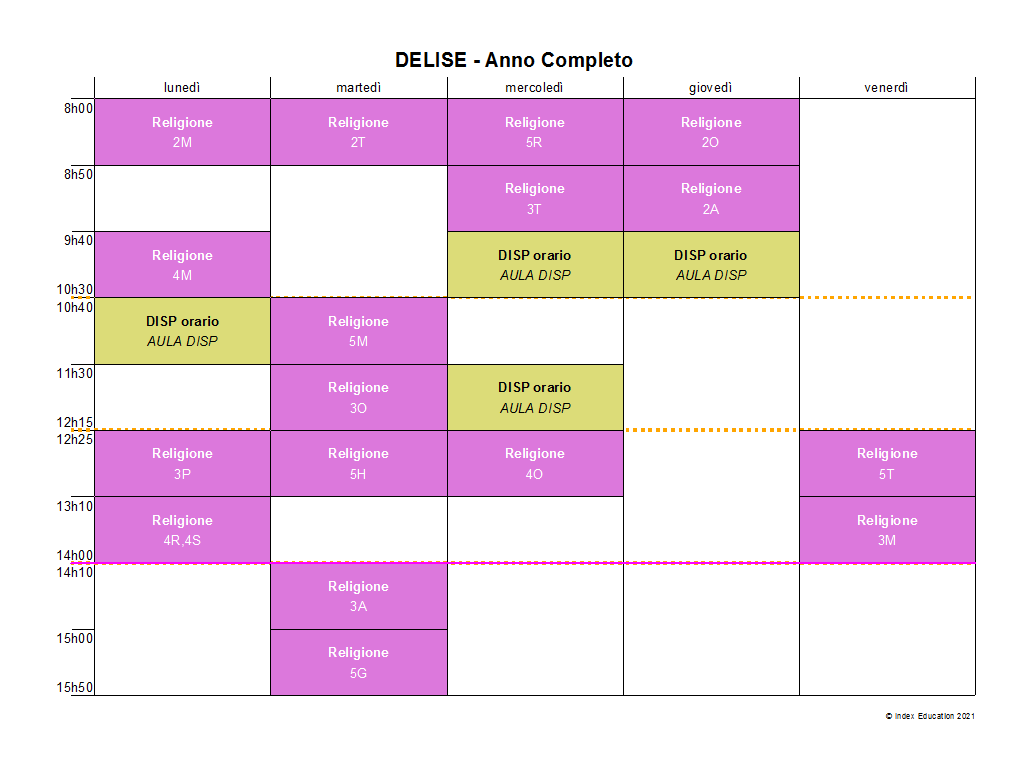 DELISE - Anno Completo
lunedì martedì mercoledì giovedì venerdì
8h00
Religione Religione Religione Religione
2M 2T 5R 2O
8h50
Religione Religione
3T 2A
9h40
Religione DISP orario DISP orario
4M AULA DISP AULA DISP
10h30
10h40
DISP orario Religione
AULA DISP 5M
11h30
Religione DISP orario
3O AULA DISP
12h15
12h25
Religione Religione Religione Religione
3P 5H 4O 5T
13h10
Religione Religione
4R,4S 3M
14h00
14h10
Religione
3A
15h00
Religione
5G
15h50
© Index Education 2021